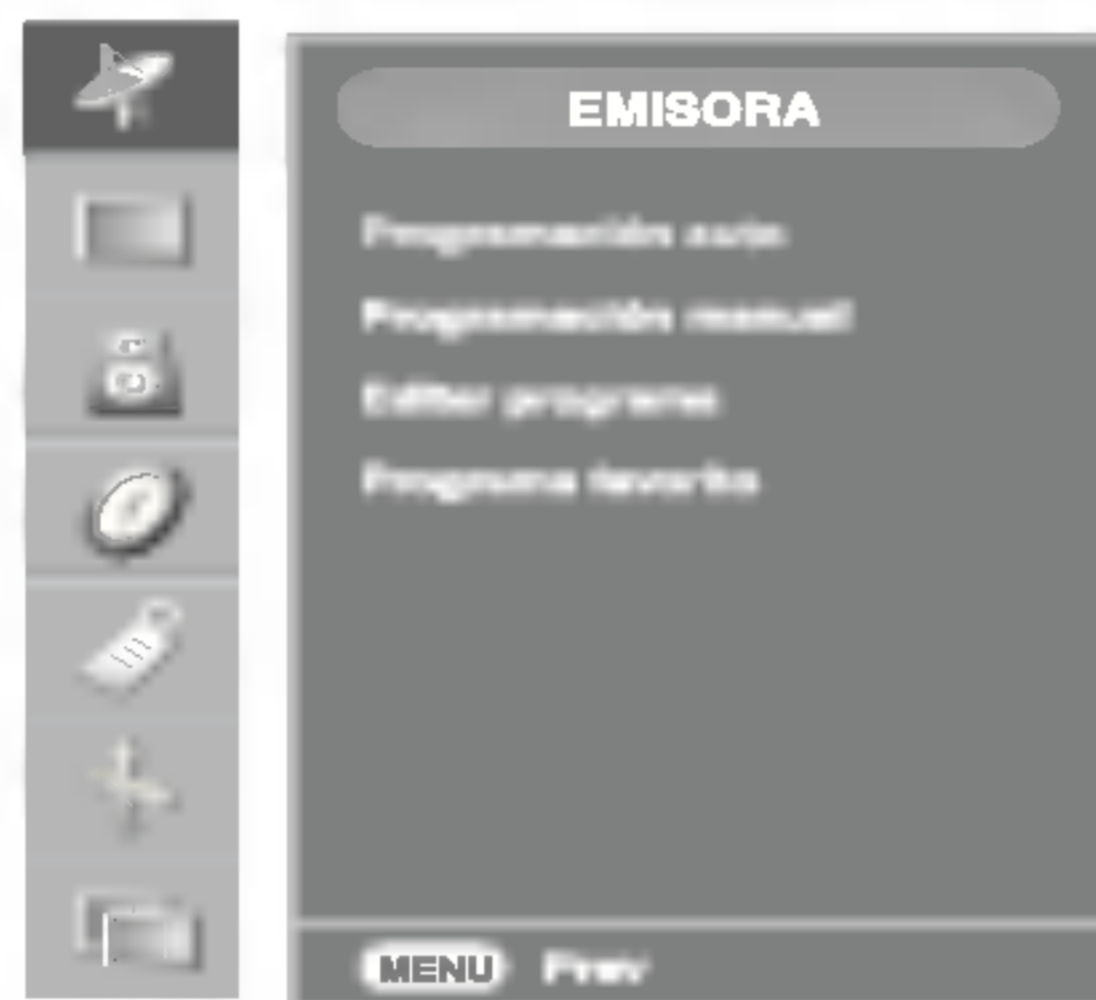 EMISORA
Programación auto
Programación manual
Editar programa
Programa favorito
MENU Prev